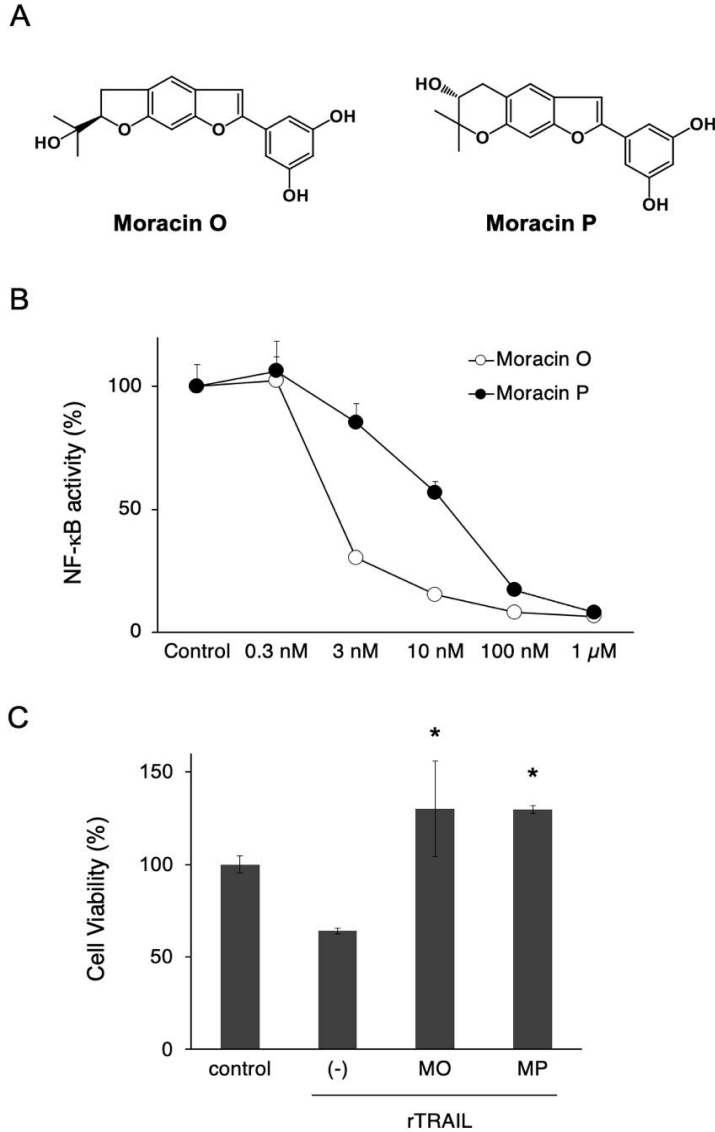 A
HO
O
O
OH
OH
Moracin O
HO
O
O
OH
OH
Moracin P
B
NF-κB activity (%)
100
50
0
Moracin O
Moracin P
Control 0.3 nM 3 nM 10 nM 100 nM 1 µM
C
Cell Viability (%)
150
100
50
0
*
*
control (-) MO MP
rTRAIL